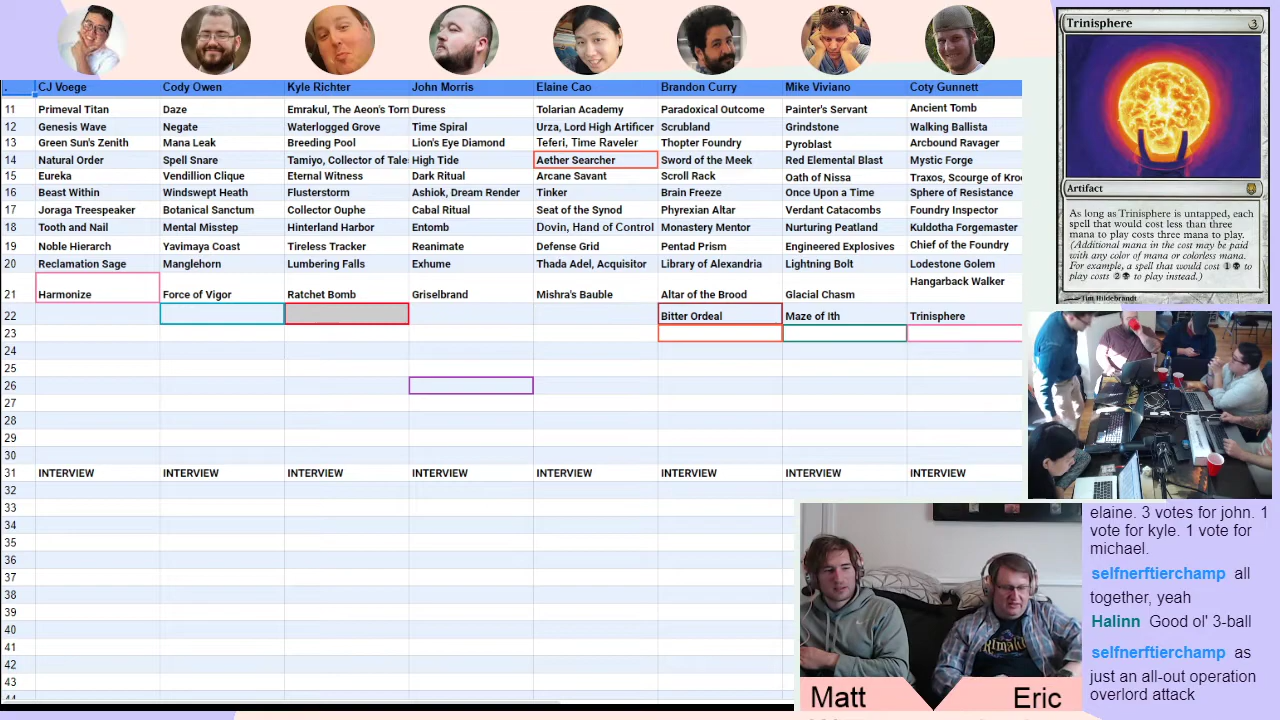 . CJ Voege Cody Owen Kyle Richter John Morris Elaine Cao Brandon Curry Mike Viviano Coty Gunnett
11 Primeval Titan Daze Emrakul, The Aeon's Torn Duress Tolarian Academy Paradoxical Outcome Painter's Servant Ancient Tomb
12 Genesis Wave Negate Waterlogged Grove Time Spiral Urza, Lord High Artificer Scrubland Grindstone Walking Ballista
13 Green Sun's Zenith Mana Leak Breeding Pool Lion's Eye Diamond Teferi, Time Raveler Thopter Foundry Pyroblast Arcbound Ravager
14 Natural Order Spell Snare Tamiyo, Collector of Tales High Tide Aether Searcher Sword of the Meek Red Elemental Blast Mystic Forge
15 Eureka Vendillion Clique Eternal Witness Dark Ritual Arcane Savant Scroll Rack Oath of Nissa Traxos, Scourge of Kroo
16 Beast Within Windswept Heath Flusterstorm Ashiok, Dream Render Tinker Brain Freeze Once Upon a Time Sphere of Resistance
17 Joraga Treespeaker Botanical Sanctum Collector Ouphe Cabal Ritual Seat of the Synod Phyrexian Altar Verdant Catacombs Foundry Inspector
18 Tooth and Nail Mental Misstep Hinterland Harbor Entomb Dovin, Hand of Control Monastery Mentor Nurturing Peatland Kuldotha Forgemaster
19 Noble Hierarch Yavimaya Coast Tireless Tracker Reanimate Defense Grid Pentad Prism Engineered Explosives Chief of the Foundry
20 Reclamation Sage Manglehorn Lumbering Falls Exhume Thada Adel, Acquisitor Library of Alexandria Lightning Bolt Lodestone Golem
21 Harmonize Force of Vigor Ratchet Bomb Griselbrand Mishra's Bauble Altar of the Brood Glacial Chasm Hangarback Walker
22 Bitter Ordeal Maze of Ith Trinisphere
23
24
25
26
27
28
29
30
31 INTERVIEW INTERVIEW INTERVIEW INTERVIEW INTERVIEW INTERVIEW INTERVIEW INTERVIEW
32
33
34
35
36
37
38
39
40
41
42
43
44
Trinisphere 3
Artifact
As long as Trinisphere is untapped, each
spell that would cost less than three
mana to play costs three mana to play.
(Additional mana in the cost may be paid
with any color of mana or colorless mana.
For example, a spell that would cost 1 to
play costs 2 to play instead.)
elaine. 3 votes for john. 1
vote for kyle. 1 vote for
michael.
selfnerftierchamp all
together, yeah
Halinn Good ol' 3-ball
selfnerftierchamp as
just an all-out operation
overlord attack
Matt
Eric